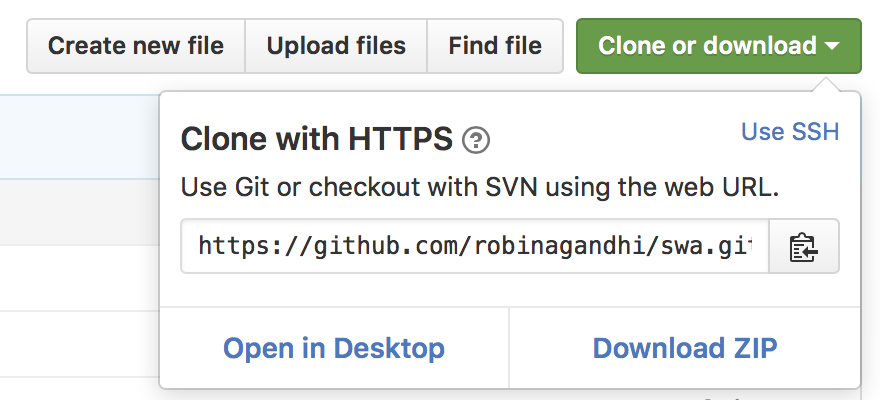 Create new file Upload files Find file Clone or download
Clone with HTTPS ?
Use SSH
Use Git or checkout with SVN using the web URL.
https://github.com/robinagandhi/swa.git
Open in Desktop Download ZIP